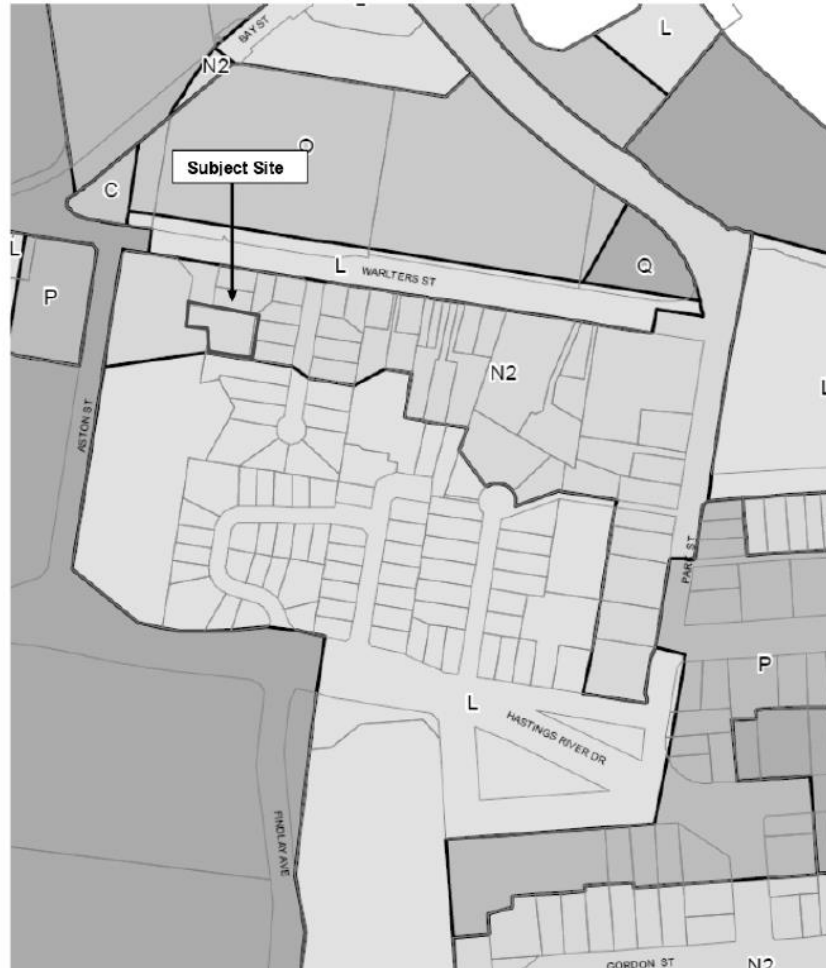 L
BAY ST
N2
O
Subject Site
C
L
L
WARLTERS ST
Q
P
N2
L
ASTON ST
PARK ST
P
L
HASTINGS RIVER DR
FINDLAY AVE
GORDON ST
N2